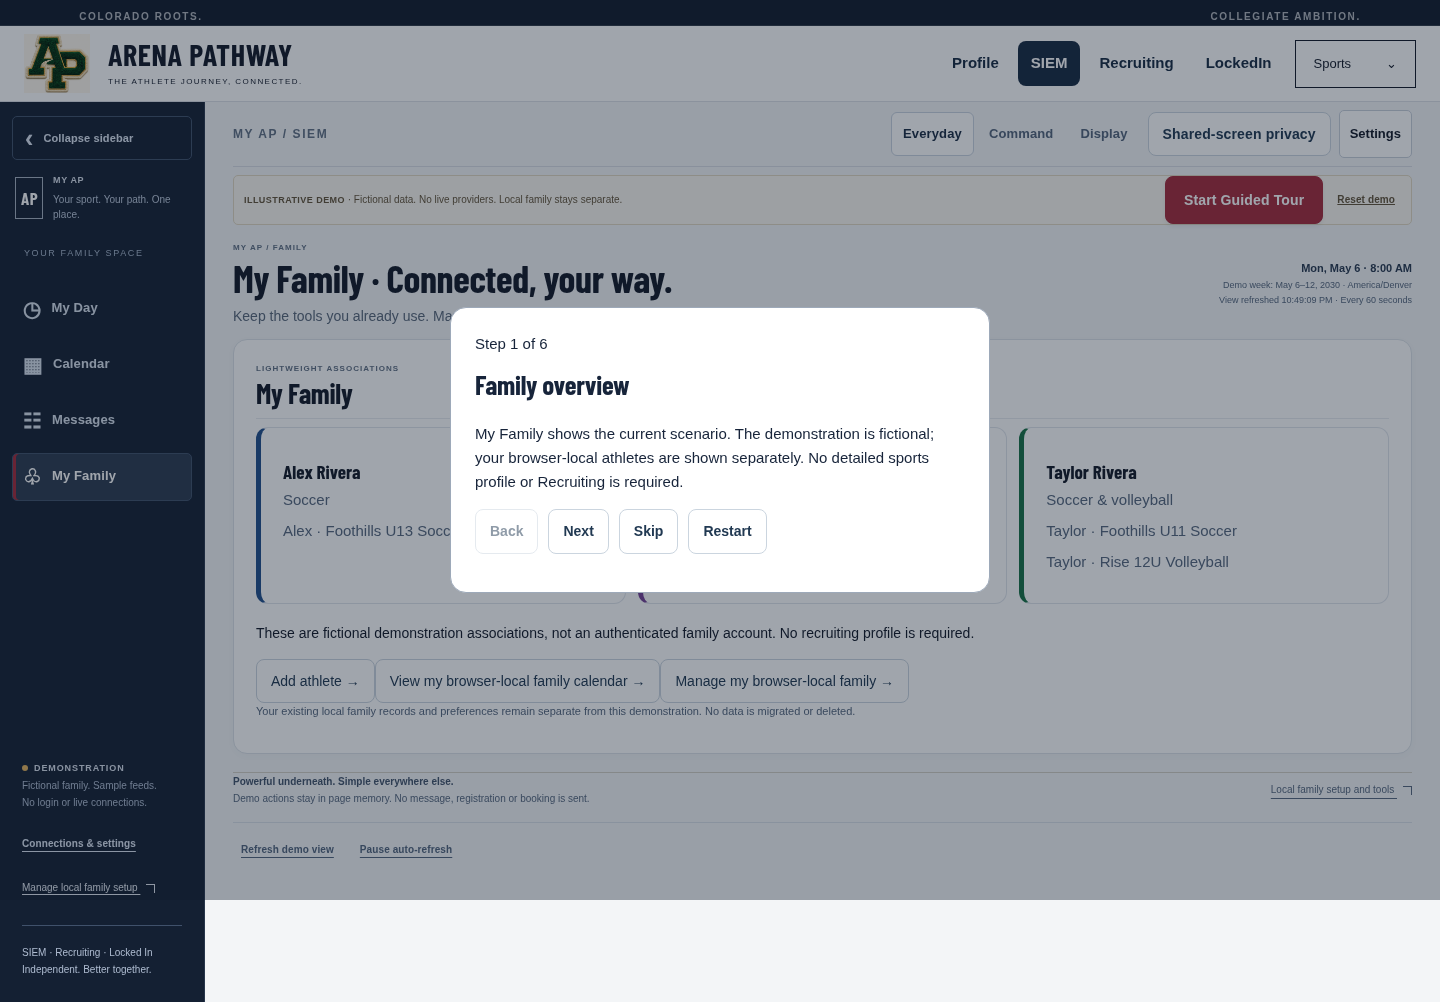 COLORADO ROOTS.
COLLEGIATE AMBITION.
AP
ARENA PATHWAY
THE ATHLETE JOURNEY, CONNECTED.
Profile
SIEM
Recruiting
LockedIn
Sports
Collapse sidebar
AP
MY AP
Your sport. Your path. One
place.
YOUR FAMILY SPACE
My Day
Calendar
Messages
My Family
DEMONSTRATION
Fictional family. Sample feeds.
No login or live connections.
Connections & settings
Manage local family setup
SIEM · Recruiting · Locked In
Independent. Better together.
MY AP / SIEM
Everyday
Command
Display
Shared-screen privacy
Settings
ILLUSTRATIVE DEMO · Fictional data. No live providers. Local family stays separate.
Start Guided Tour
Reset demo
MY AP / FAMILY
My Family · Connected, your way.
Keep the tools you already use. Ma
Mon, May 6 · 8:00 AM
Demo week: May 6–12, 2030 · America/Denver
View refreshed 10:49:09 PM · Every 60 seconds
LIGHTWEIGHT ASSOCIATIONS
My Family
Alex Rivera
Soccer
Alex · Foothills U13 Socc
Taylor Rivera
Soccer & volleyball
Taylor · Foothills U11 Soccer
Taylor · Rise 12U Volleyball
Step 1 of 6
Family overview
My Family shows the current scenario. The demonstration is fictional;
your browser-local athletes are shown separately. No detailed sports
profile or Recruiting is required.
Back
Next
Skip
Restart
These are fictional demonstration associations, not an authenticated family account. No recruiting profile is required.
Add athlete →
View my browser-local family calendar →
Manage my browser-local family →
Your existing local family records and preferences remain separate from this demonstration. No data is migrated or deleted.
Powerful underneath. Simple everywhere else.
Demo actions stay in page memory. No message, registration or booking is sent.
Local family setup and tools
Refresh demo view
Pause auto-refresh